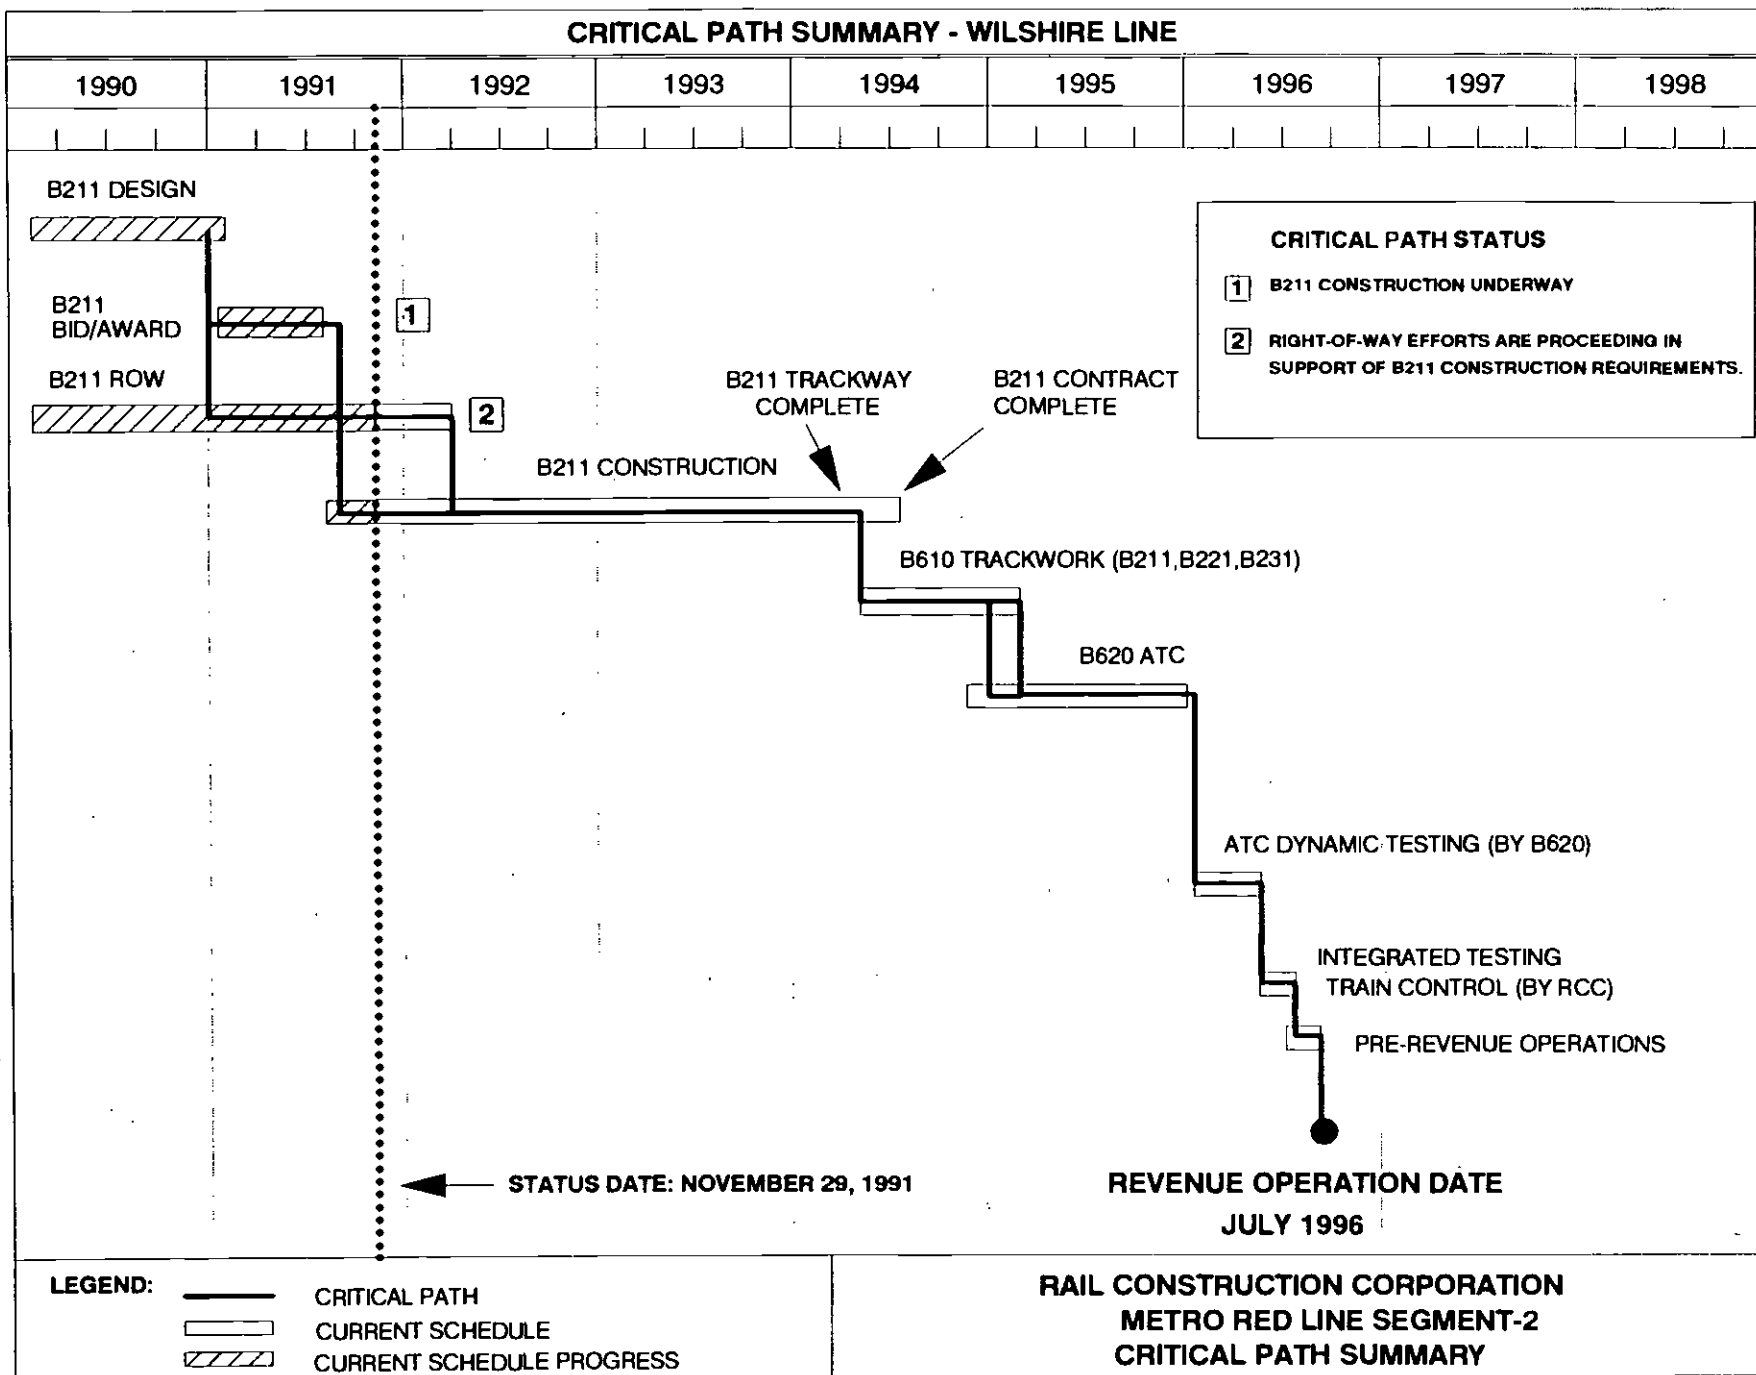 CRITICAL PATH SUMMARY - WILSHIRE LINE
1990 1991 1992 1993 1994 1995 1996 1997 1998
B211 DESIGN
CRITICAL PATH STATUS
1 B211 CONSTRUCTION UNDERWAY
2 RIGHT-OF-WAY EFFORTS ARE PROCEEDING IN
SUPPORT OF B211 CONSTRUCTION REQUIREMENTS.
B211
BID/AWARD
1
B211 ROW
2
B211 TRACKWAY
COMPLETE
B211 CONTRACT
COMPLETE
B211 CONSTRUCTION
B610 TRACKWORK (B211,B221,B231)
B620 ATC
ATC DYNAMIC TESTING (BY B620)
INTEGRATED TESTING
TRAIN CONTROL (BY RCC)
PRE-REVENUE OPERATIONS
STATUS DATE: NOVEMBER 29, 1991
REVENUE OPERATION DATE
JULY 1996
LEGEND:
CRITICAL PATH
CURRENT SCHEDULE
CURRENT SCHEDULE PROGRESS
RAIL CONSTRUCTION CORPORATION
METRO RED LINE SEGMENT-2
CRITICAL PATH SUMMARY